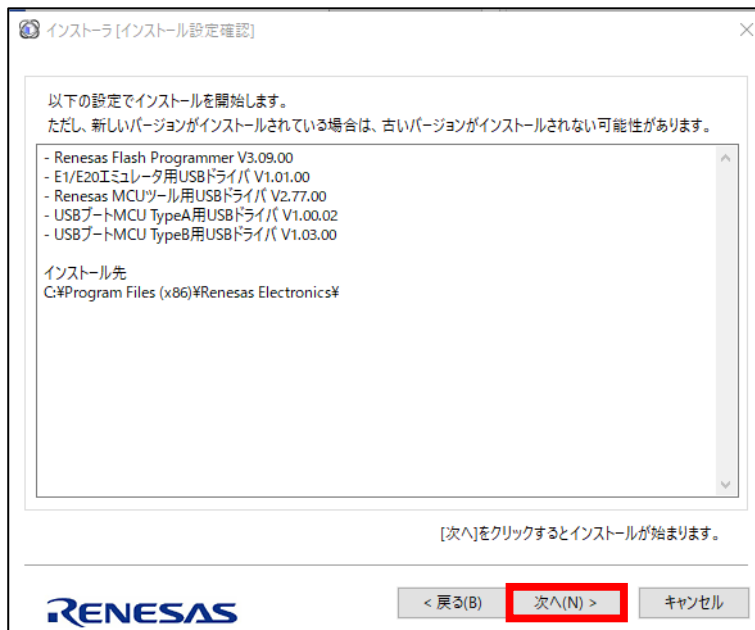 インストーラ [インストール設定確認]
以下の設定でインストールを開始します。
ただし、新しいバージョンがインストールされている場合は、古いバージョンがインストールされない可能性があります。
- Renesas Flash Programmer V3.09.00
- E1/E20エミュレータ用USBドライバ V1.01.00
- Renesas MCUツール用USBドライバ V2.77.00
- USBブートMCU TypeA用USBドライバ V1.00.02
- USBブートMCU TypeB用USBドライバ V1.03.00
インストール先
C:¥Program Files (x86)¥Renesas Electronics¥
[次へ]をクリックするとインストールが始まります。
RENESAS
< 戻る(B)
次へ(N) >
キャンセル